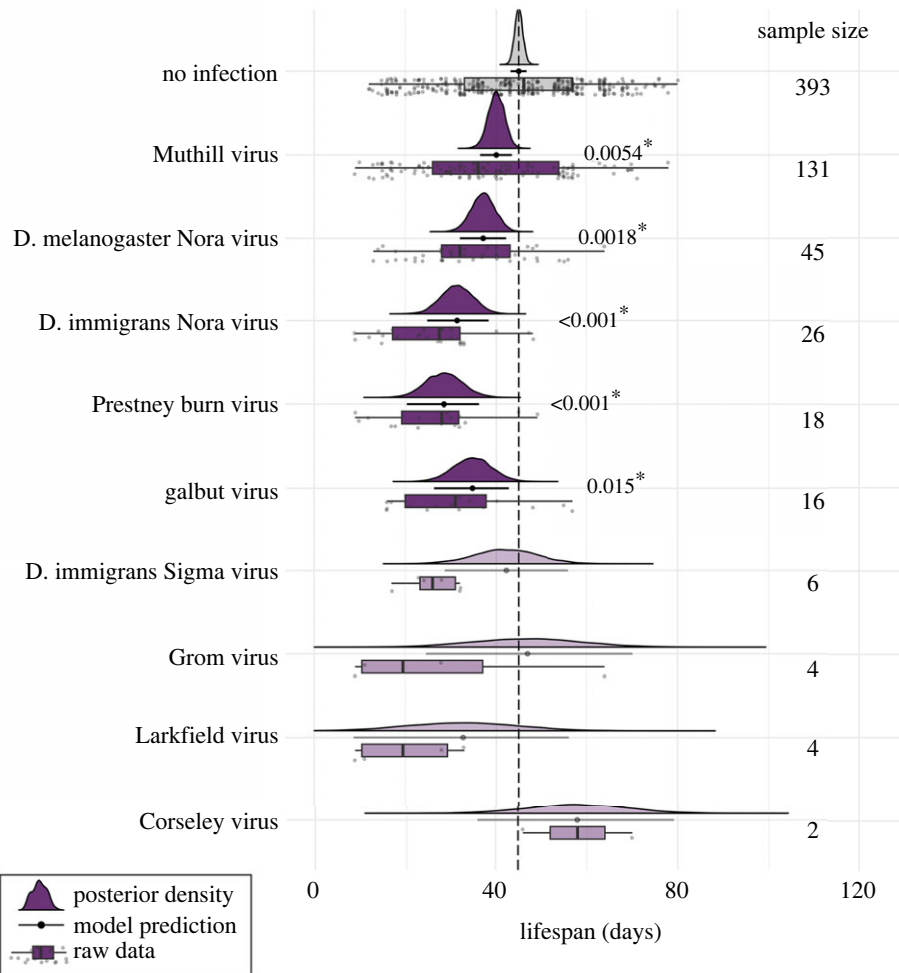 sample size
no infection
393
Muthill virus
0.0054*
131
D. melanogaster Nora virus
0.0018*
45
D. immigrans Nora virus
<0.001*
26
Prestney burn virus
<0.001*
18
galbut virus
0.015*
16
D. immigrans Sigma virus
6
Grom virus
4
Larkfield virus
4
Corseley virus
2
0 40 80 120
lifespan (days)
posterior density
model prediction
raw data